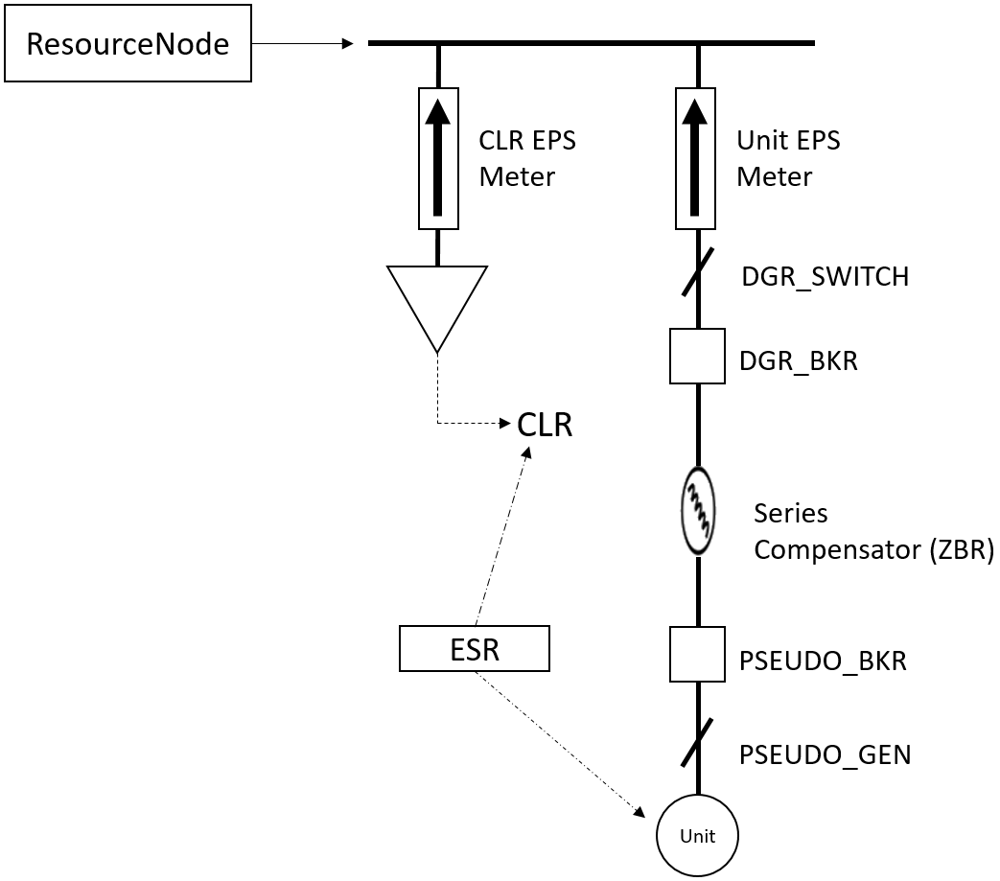 ResourceNode
CLR EPS
Meter
Unit EPS
Meter
DGR_SWITCH
DGR_BKR
CLR
Series
Compensator (ZBR)
ESR
PSEUDO_BKR
PSEUDO_GEN
Unit